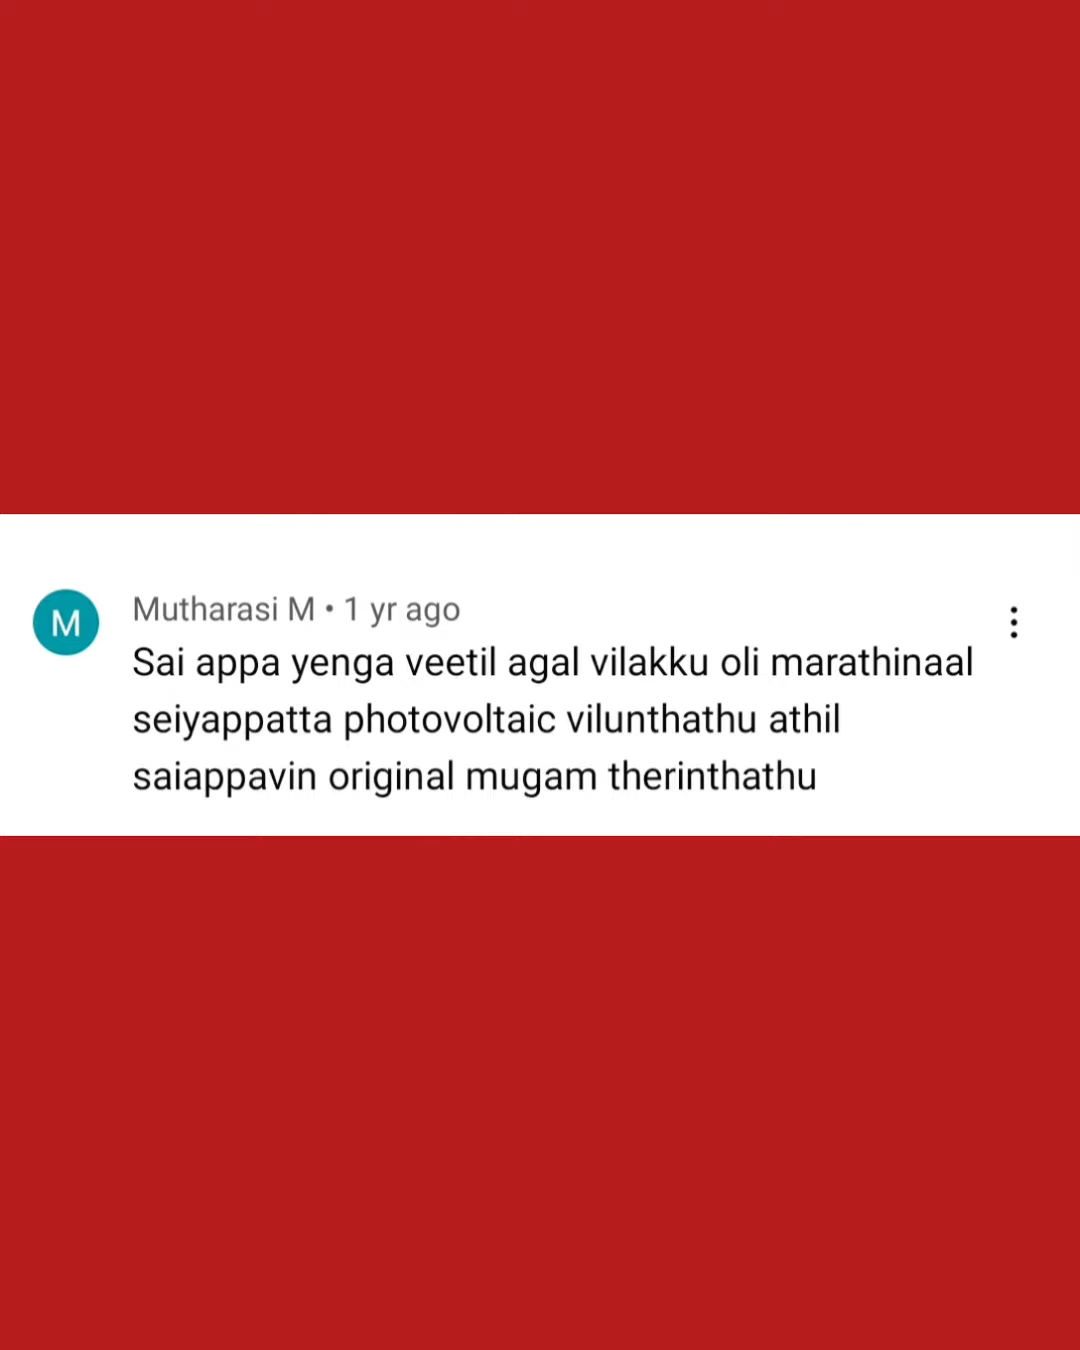 M
Mutharasi M • 1 yr ago
Sai appa yenga veetil agal vilakku oli marathinaal
seiyappatta photovoltaic vilunthathu athil
saiappavin original mugam therinthathu